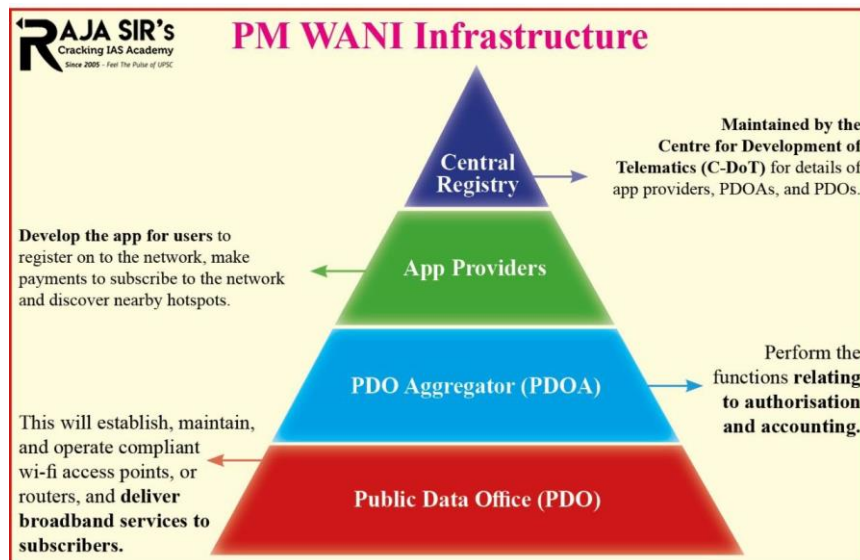 RAJA SIR's
Cracking IAS Academy
Since 2005 - Feel The Pulse of UPSC
PM WANI Infrastructure
Central
Registry
Maintained by the
Centre for Development of
Telematics (C-DoT) for details of
app providers, PDOAs, and PDOs.
Develop the app for users to
register on to the network, make
payments to subscribe to the network
and discover nearby hotspots.
App Providers
PDO Aggregator (PDOA)
Perform the
functions relating
to authorisation
and accounting.
This will establish, maintain,
and operate compliant
wi-fi access points, or
routers, and deliver
broadband services to
subscribers.
Public Data Office (PDO)